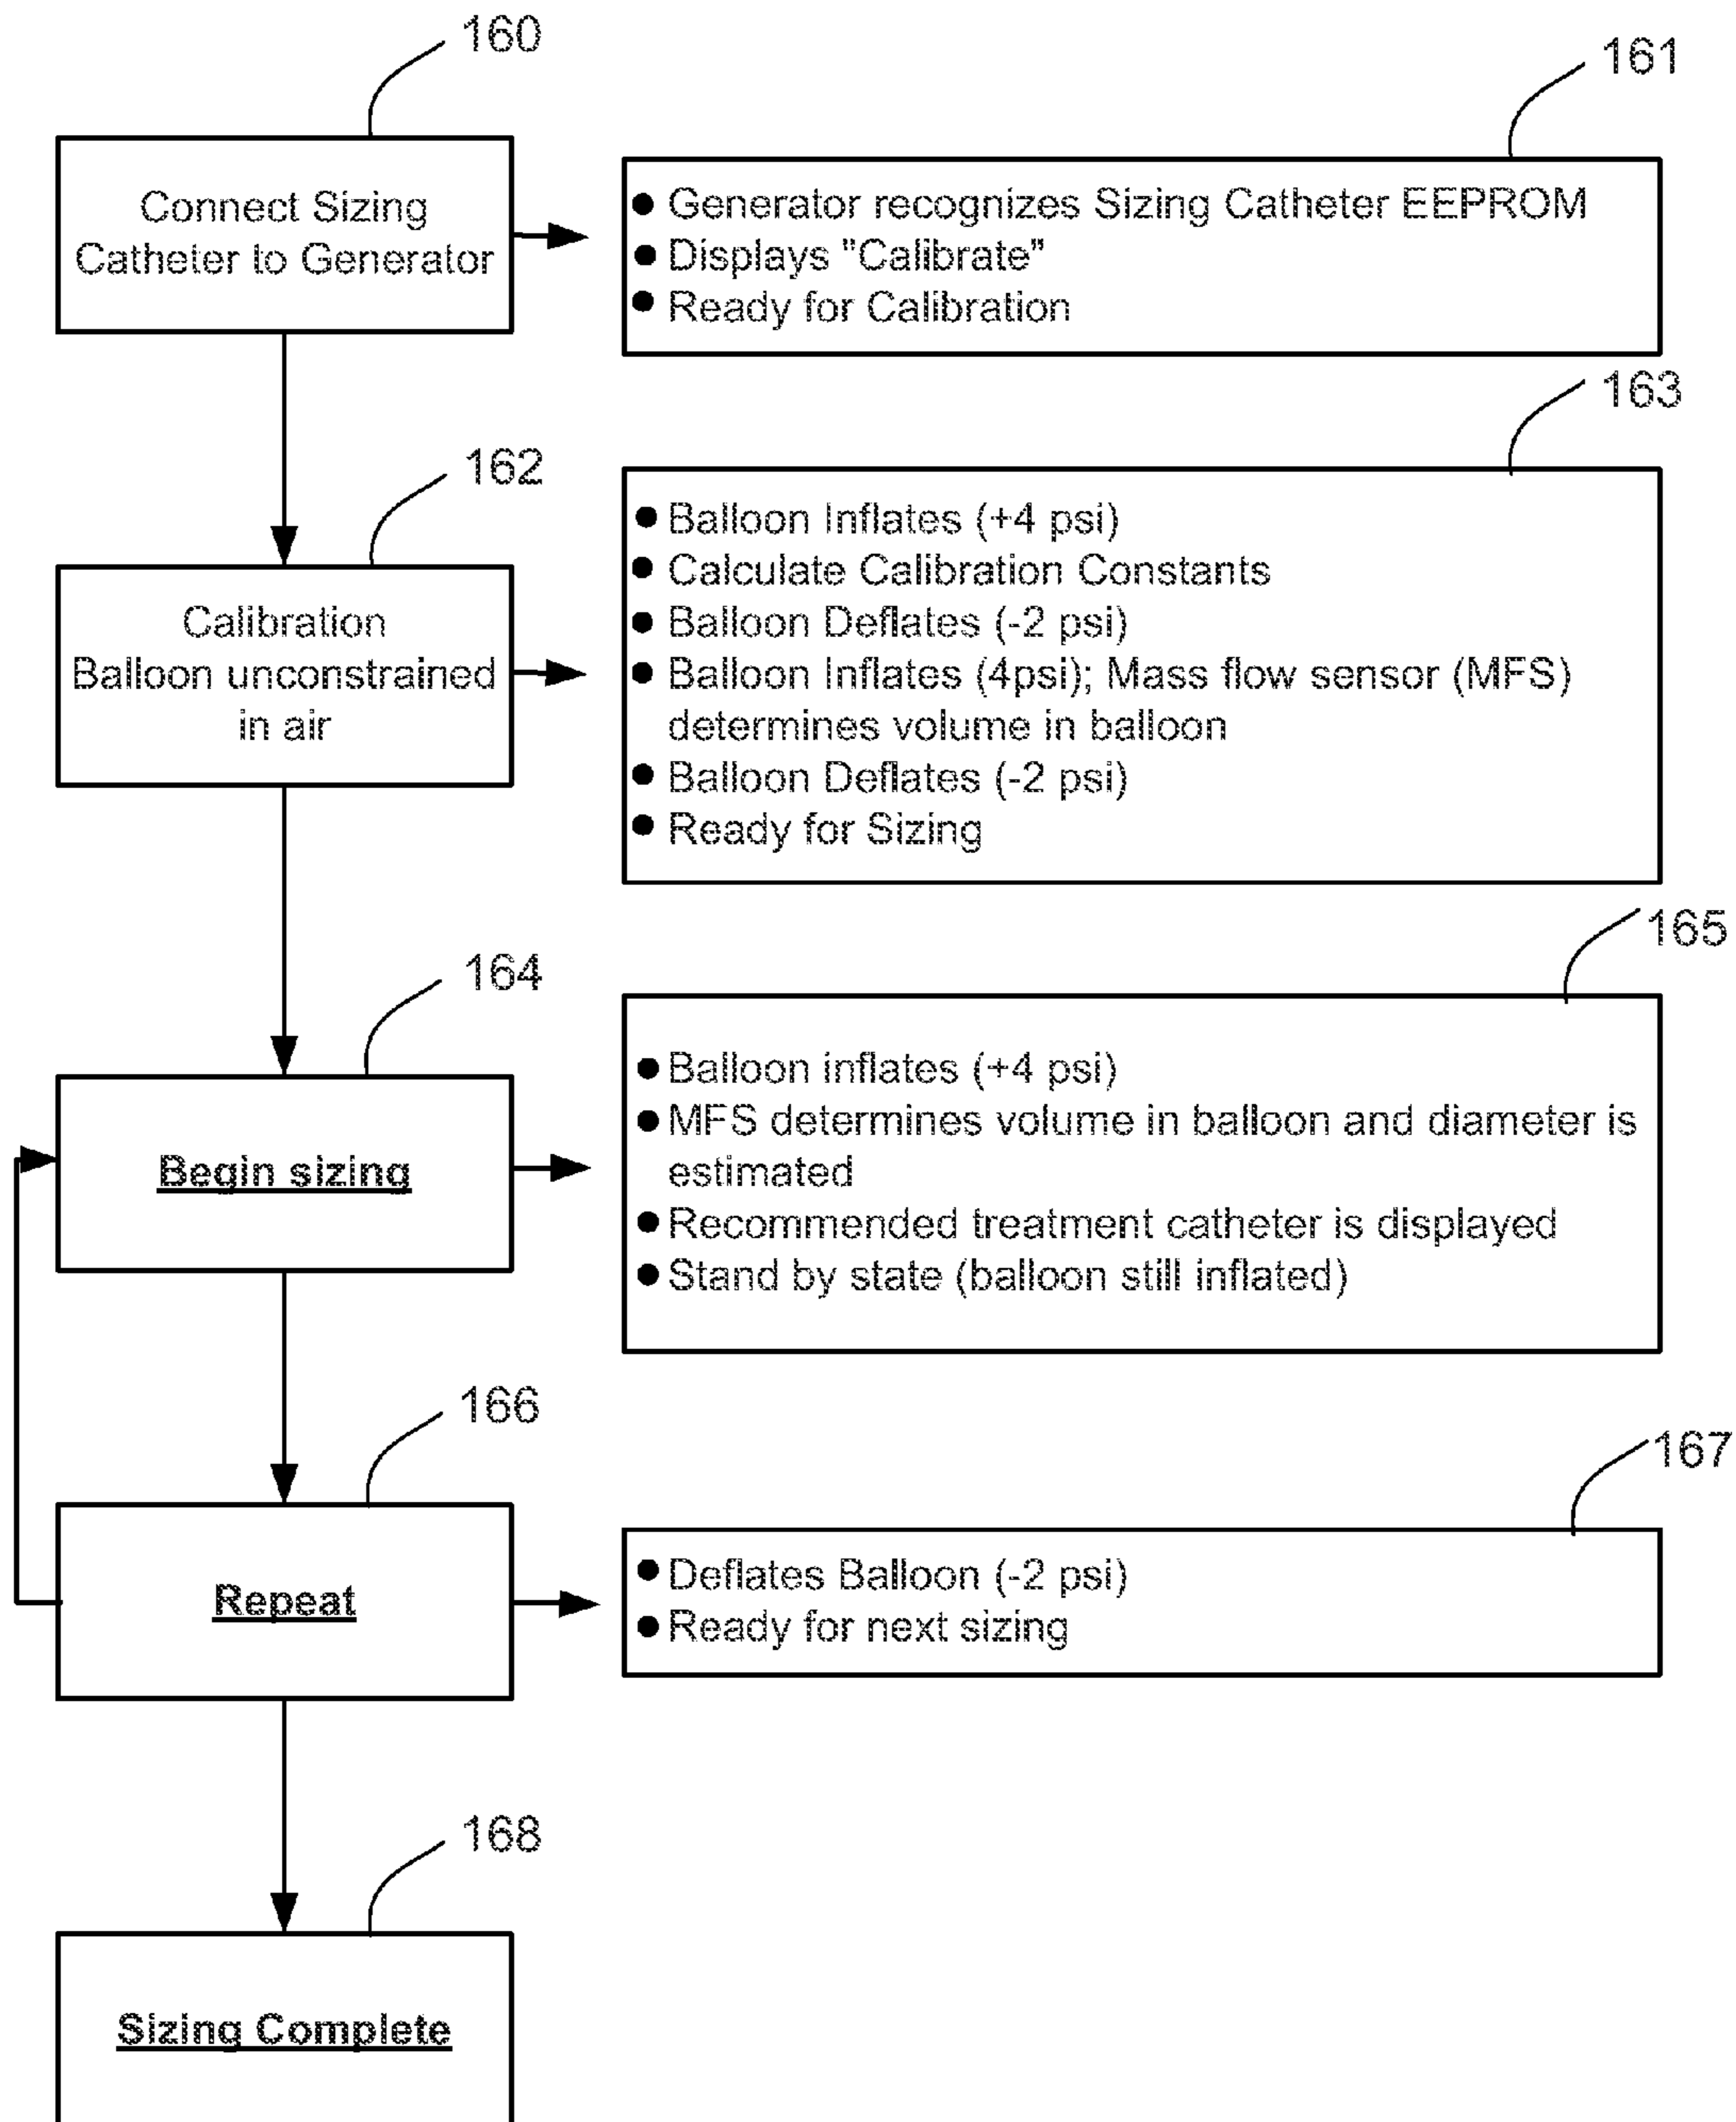 160
Connect Sizing
Catheter to Generator
161
● Generator recognizes Sizing Catheter EEPROM
● Displays "Calibrate"
● Ready for Calibration
162
Calibration
Balloon unconstrained
in air
163
● Balloon Inflates (+4 psi)
● Calculate Calibration Constants
● Balloon Deflates (-2 psi)
● Balloon Inflates (4psi); Mass flow sensor (MFS)
determines volume in balloon
● Balloon Deflates (-2 psi)
● Ready for Sizing
164
Begin sizing
165
● Balloon inflates (+4 psi)
● MFS determines volume in balloon and diameter is
estimated
● Recommended treatment catheter is displayed
● Stand by state (balloon still inflated)
166
Repeat
167
● Deflates Balloon (-2 psi)
● Ready for next sizing
168
Sizing Complete